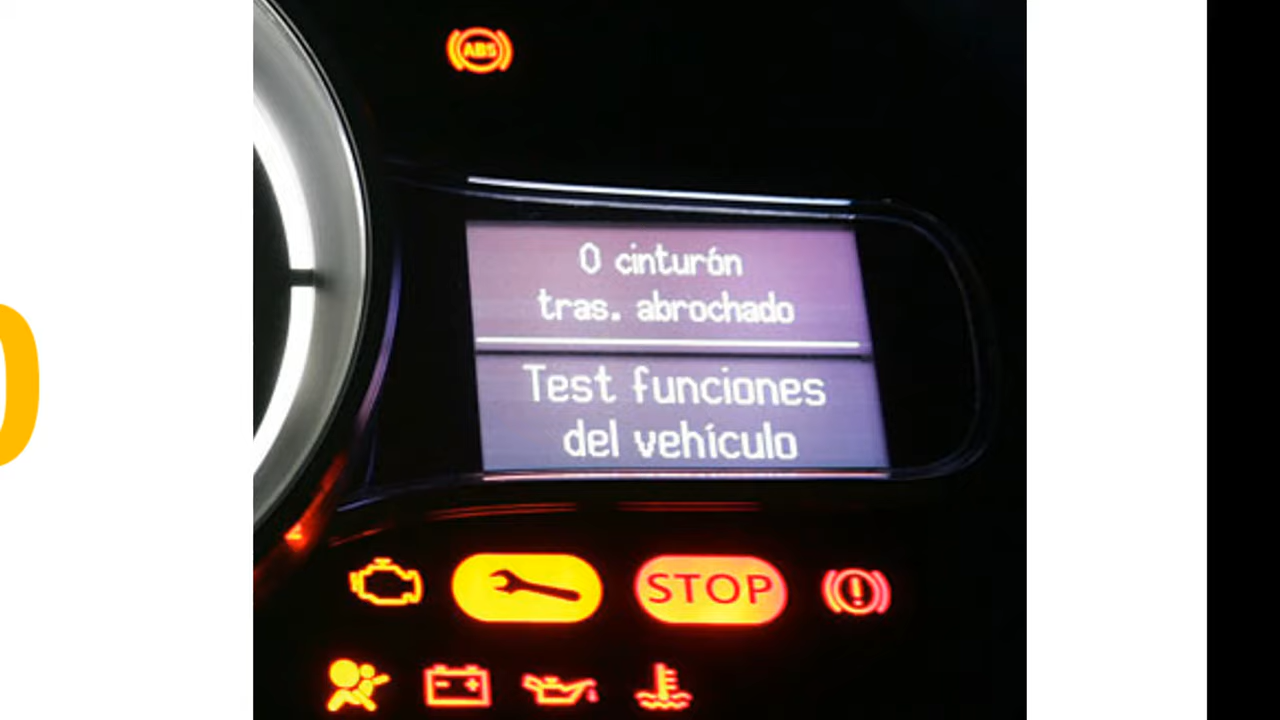 ABS
0 cinturón
tras. abrochado
Test funciones
del vehículo
STOP